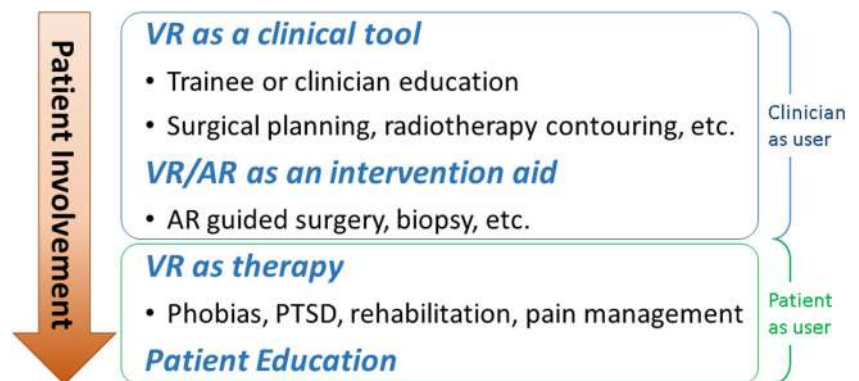 Patient Involvement
VR as a clinical tool
• Trainee or clinician education
• Surgical planning, radiotherapy contouring, etc.
VR/AR as an intervention aid
• AR guided surgery, biopsy, etc.
Clinician
as user
VR as therapy
• Phobias, PTSD, rehabilitation, pain management
Patient Education
Patient
as user